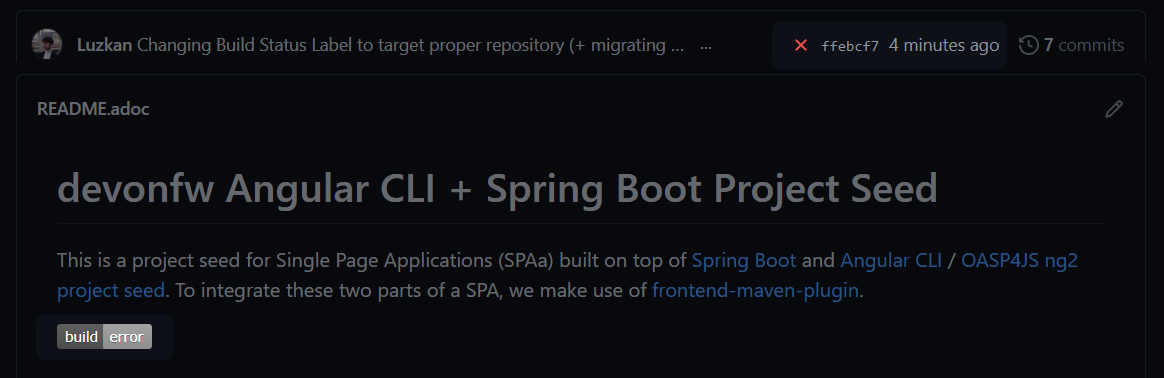 Luzkan Changing Build Status Label to target proper repository (+ migrating ... ... ffebcf7 4 minutes ago 7 commits
README.adoc
devonfw Angular CLI + Spring Boot Project Seed
This is a project seed for Single Page Applications (SPAa) built on top of Spring Boot and Angular CLI / OASP4JS ng2
project seed. To integrate these two parts of a SPA, we make use of frontend-maven-plugin.
build error